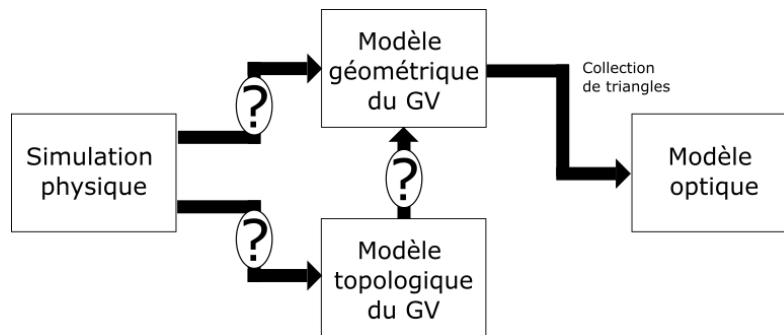 Modèle
géométrique
du GV
?
Collection
de triangles
Simulation
physique
?
Modèle
optique
?
Modèle
topologique
du GV